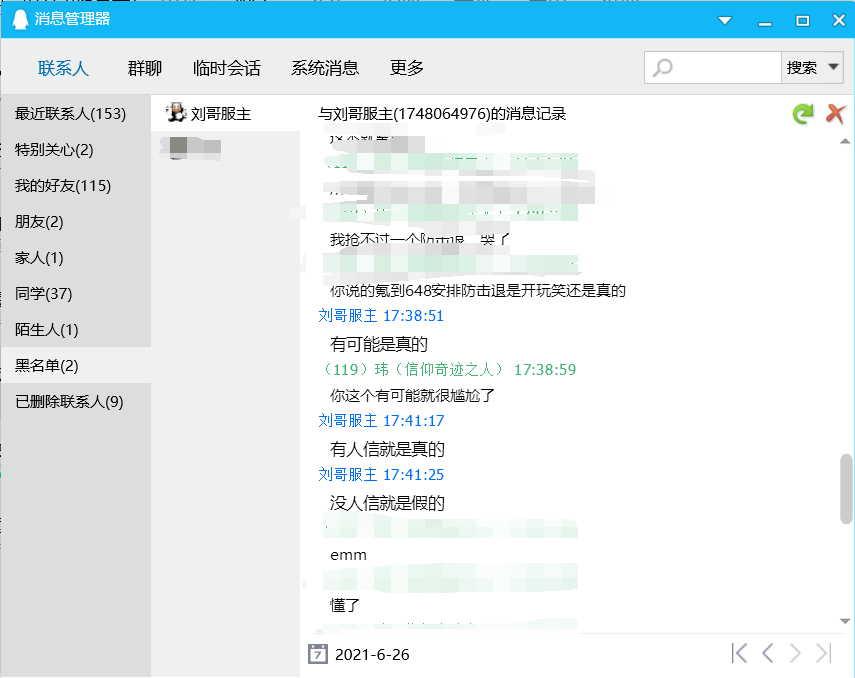 消息管理器
联系人 群聊 临时会话 系统消息 更多 搜索
最近联系人(153)
特别关心(2)
我的好友(115)
朋友(2)
家人(1)
同学(37)
陌生人(1)
黑名单(2)
已删除联系人(9)
刘哥服主
与刘哥服主(1748064976)的消息记录
我抢不过一个防击退 哭了
你说的氪到648安排防击退是开玩笑还是真的
刘哥服主 17:38:51
有可能是真的
（119）玮（信仰奇迹之人） 17:38:59
你这个有可能就很尴尬了
刘哥服主 17:41:17
有人信就是真的
刘哥服主 17:41:25
没人信就是假的
emm
懂了
7 2021-6-26